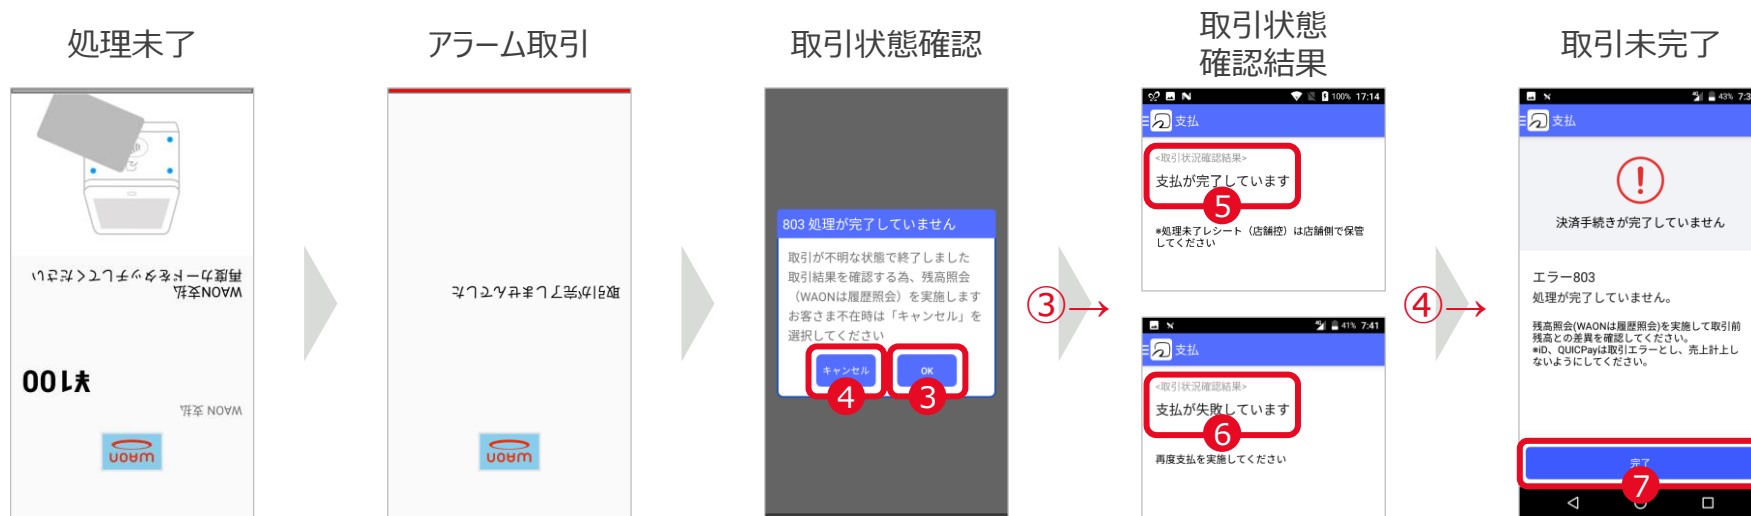 処理未了
再度カードをタッチしてください
WAON支払
¥100
WAON 支払
WAON
アラーム取引
取引が完了しませんでした
WAON
取引状態確認
803 処理が完了していません
取引が不明な状態で終了しました
取引結果を確認する為、残高照会
（WAONは履歴照会）を実施します
お客さま不在時は「キャンセル」を
選択してください
キャンセル
OK
4
3
③→
取引状態
確認結果
100% 17:14
支払
<取引状況確認結果>
支払が完了しています
5
*処理未了レシート（店舗控）は店舗側で保管
してください
41% 7:41
支払
<取引状況確認結果>
支払が失敗しています
6
再度支払を実施してください
④→
取引未完了
43%
支払
決済手続きが完了していません
エラー803
処理が完了していません。
残高照会(WAONは履歴照会)を実施して取引前
残高との差異を確認してください。
*iD、QUICPayは取引エラーとし、売上計上し
ないようにしてください。
完了
7